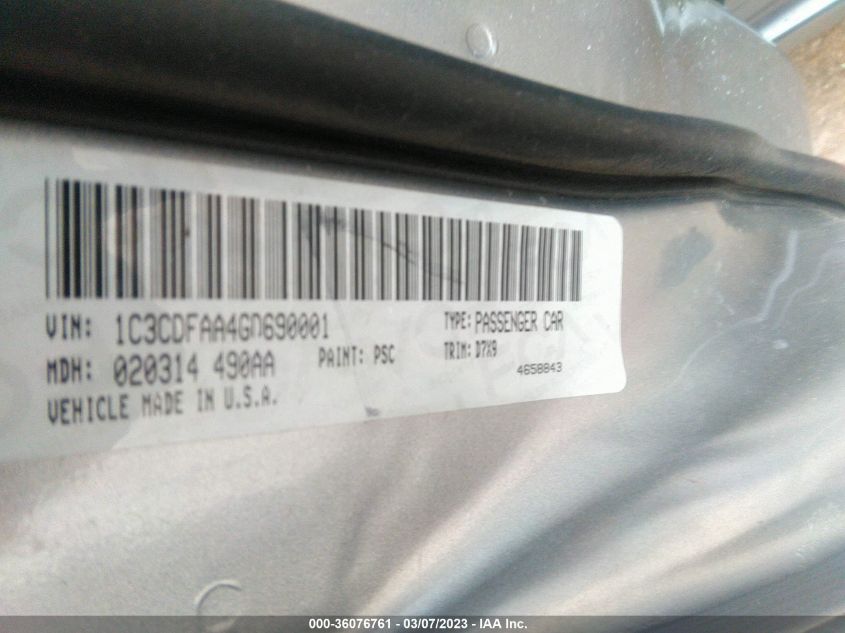 VIN: 1C3CDFAA4GD690001 TYPE: PASSENGER CAR
MDH: 020314 490AA PAINT: PSC TRIM: D7X9
VEHICLE MADE IN U.S.A. 4658843
000-36076761 - 03/07/2023 - IAA Inc.